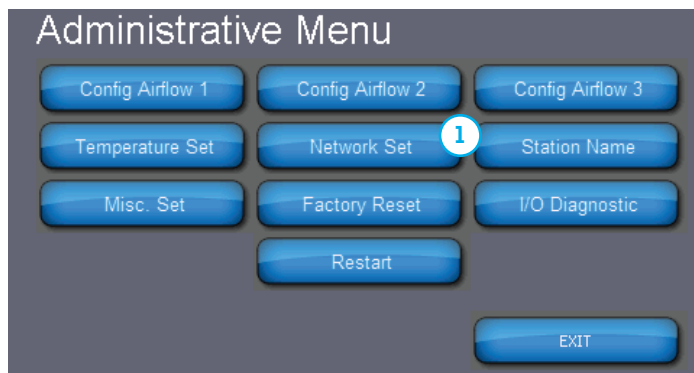 Administrative Menu
Config Airflow 1 Config Airflow 2 Config Airflow 3
Temperature Set Network Set 1 Station Name
Misc. Set Factory Reset I/O Diagnostic
Restart
EXIT